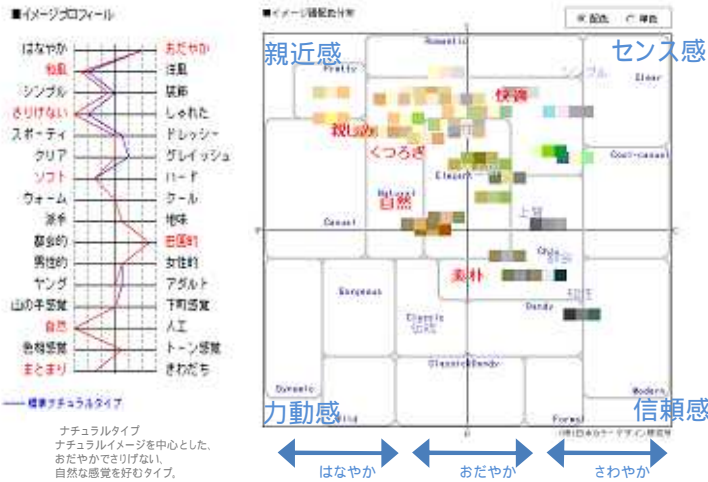 ■イメージプロフィール
はなやか おだやか
和風 洋風
シンプル 装飾
さりげない しゃれた
スポーティ ドレッシー
クリア グレイッシュ
ソフト ハード
ウォーム クール
派手 地味
都会的 田園的
男性的 女性的
ヤング アダルト
山の手感覚 下町感覚
自然 人工
色相感覚 トーン感覚
まとまり きわだち
標準ナチュラルタイプ
ナチュラルタイプ
ナチュラルイメージを中心とした、
おだやかでさりげない、
自然な感覚を好むタイプ。
■イメージ語配色分布
配色 単色
親近感 センス感
Romantic
Pretty
シンプル
Clear
快適
親しみ
くつろぎ
Cool-casual
Elegant
Natural
自然
上質
Casual
Chic
素朴
知性
Gorgeous
Dandy
Classic
伝統
Classic&Dandy
Dynamic
Modern
力動感 信頼感
Wild
Formal
はなやか おだやか さわやか